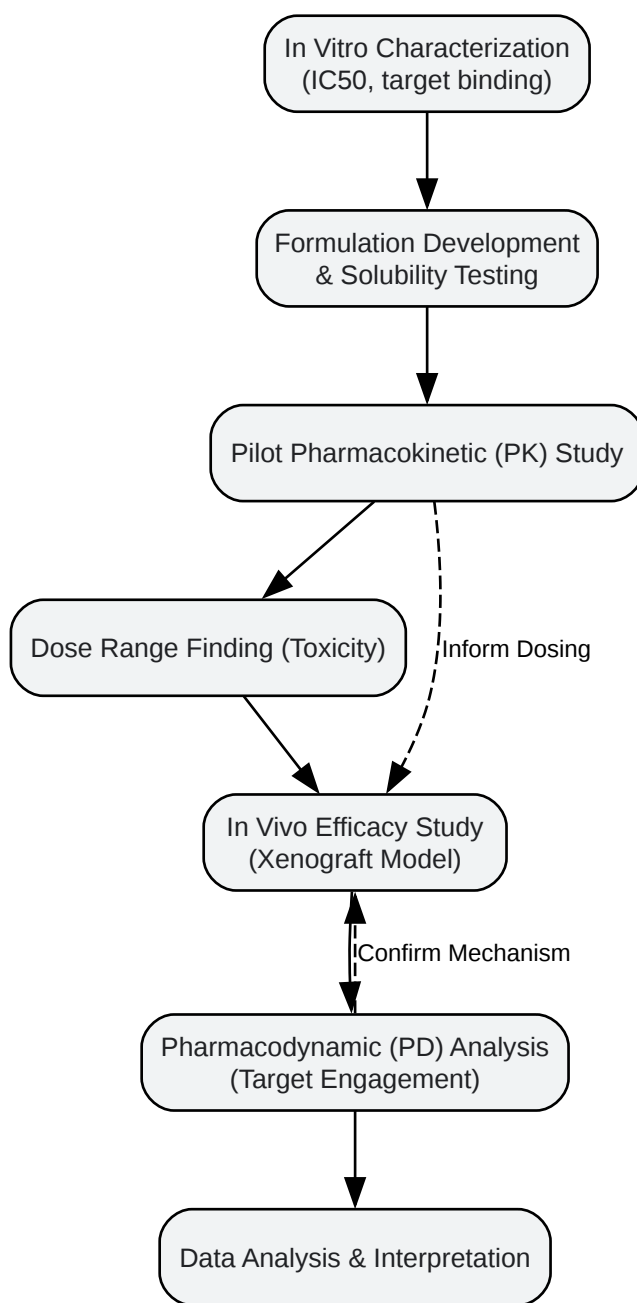 In Vitro Characterization
(IC50, target binding)
Formulation Development
& Solubility Testing
Pilot Pharmacokinetic (PK) Study
Dose Range Finding (Toxicity)
Inform Dosing
In Vivo Efficacy Study
(Xenograft Model)
Confirm Mechanism
Pharmacodynamic (PD) Analysis
(Target Engagement)
Data Analysis & Interpretation